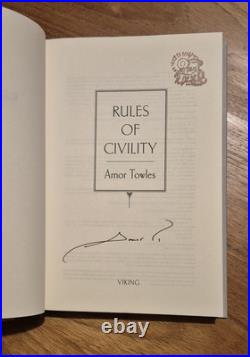 RULES
OF
CIVILITY
Amor Towles
VIKING